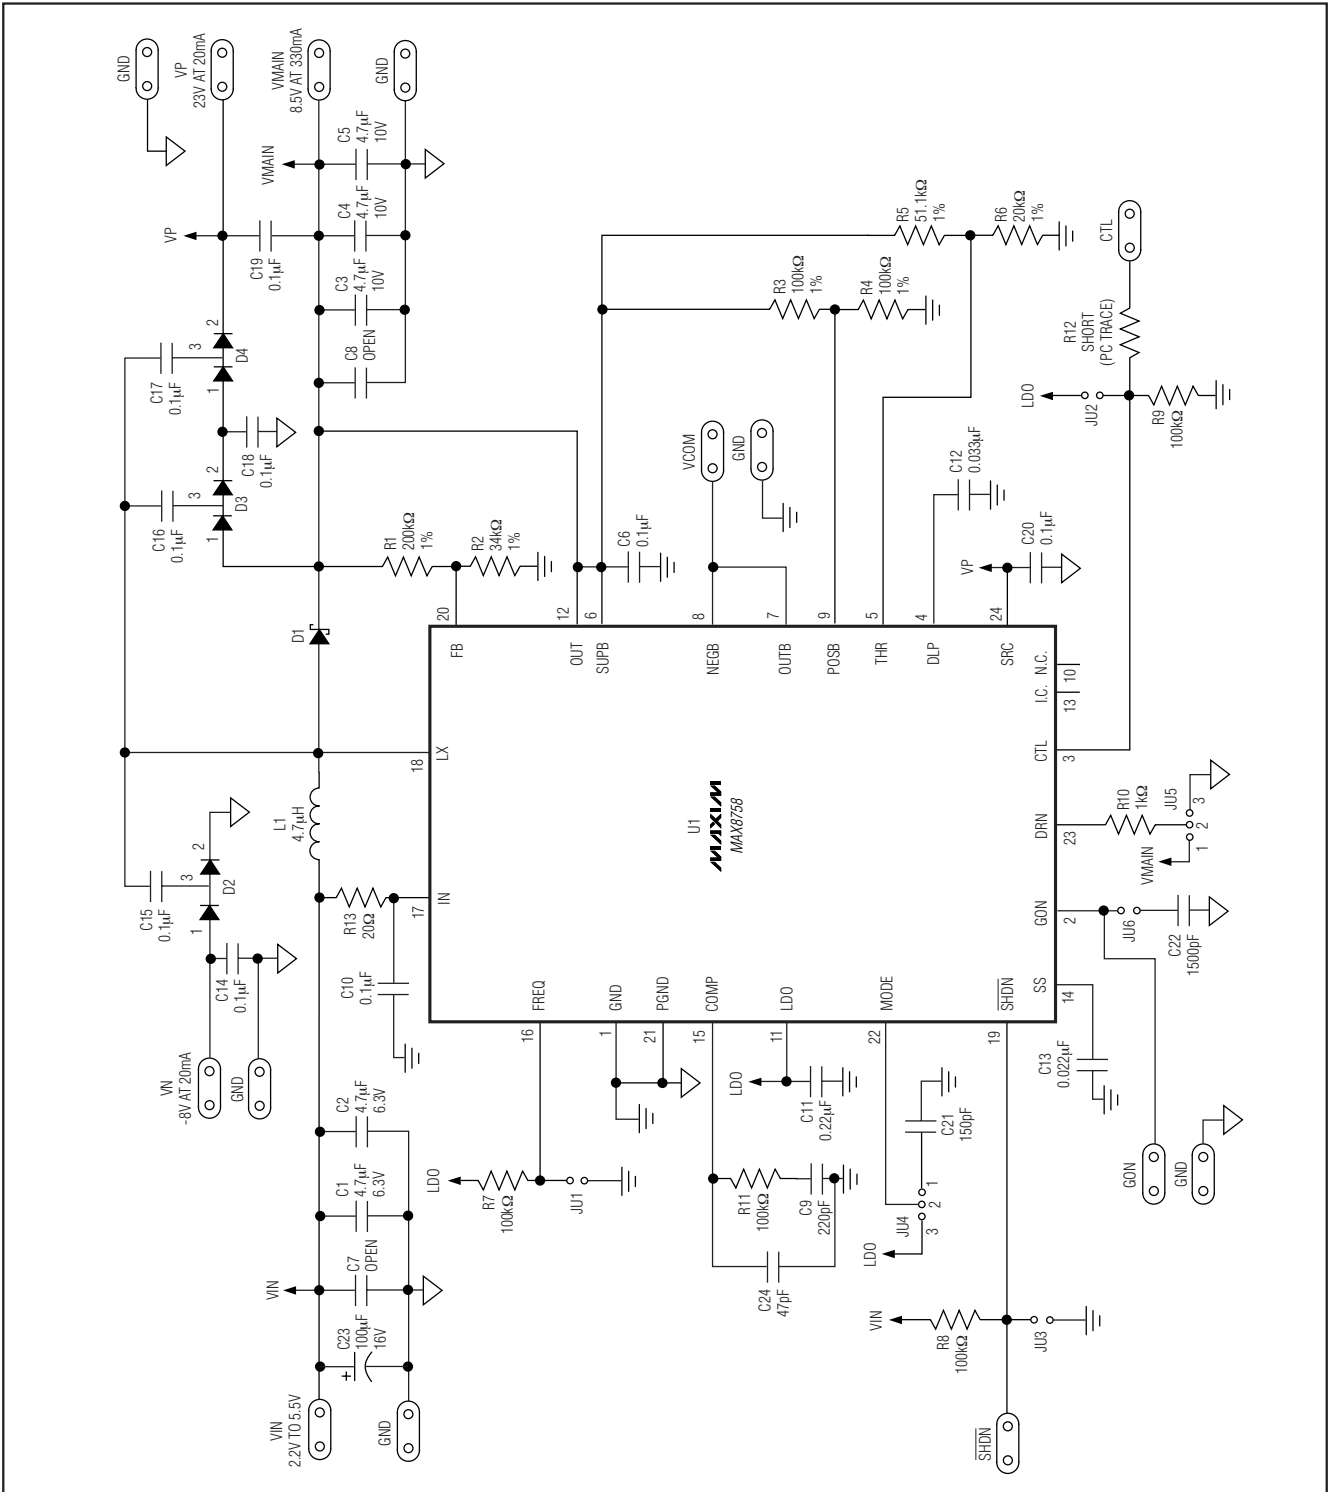 VIN
2.2V TO 5.5V
GND
C23
100µF
16V
+
C7
OPEN
C1
4.7µF
6.3V
C2
4.7µF
6.3V
VIN
VN
-8V AT 20mA
GND
C14
0.1µF
1
3
2
D2
C15
0.1µF
L1
4.7µH
R13
20Ω
C10
0.1µF
D1
C16
0.1µF
1
3
2
D3
C18
0.1µF
C17
0.1µF
1
3
2
D4
VP
C19
0.1µF
GND
VP
23V AT 20mA
VMAIN
8.5V AT 330mA
GND
VMAIN
C8
OPEN
C3
4.7µF
10V
C4
4.7µF
10V
C5
4.7µF
10V
R1
200kΩ
1%
R2
34kΩ
1%
C6
0.1µF
R3
100kΩ
1%
R4
100kΩ
1%
R5
51.1kΩ
1%
R6
20kΩ
1%
VCOM
GND
C12
0.033µF
VP
C20
0.1µF
LDO
JU2
R9
100kΩ
R12
SHORT
(PC TRACE)
CTL
U1
MAXIM
MAX8758
17
IN
18
LX
20
FB
12
OUT
6
SUPB
8
NEGB
7
OUTB
9
POSB
5
THR
4
DLP
24
SRC
N.C.
10
I.C.
13
CTL
3
DRN
23
GON
2
SS
14
16
FREQ
1
GND
21
PGND
15
COMP
11
LDO
22
MODE
19
SHDN
LDO
R7
100kΩ
JU1
LDO
C11
0.22µF
R11
100kΩ
C9
220pF
C24
47pF
C21
150pF
JU4
1
2
3
LDO
VIN
R8
100kΩ
JU3
SHDN
C13
0.022µF
GON
GND
JU6
C22
1500pF
R10
1kΩ
JU5
VMAIN
1
2
3